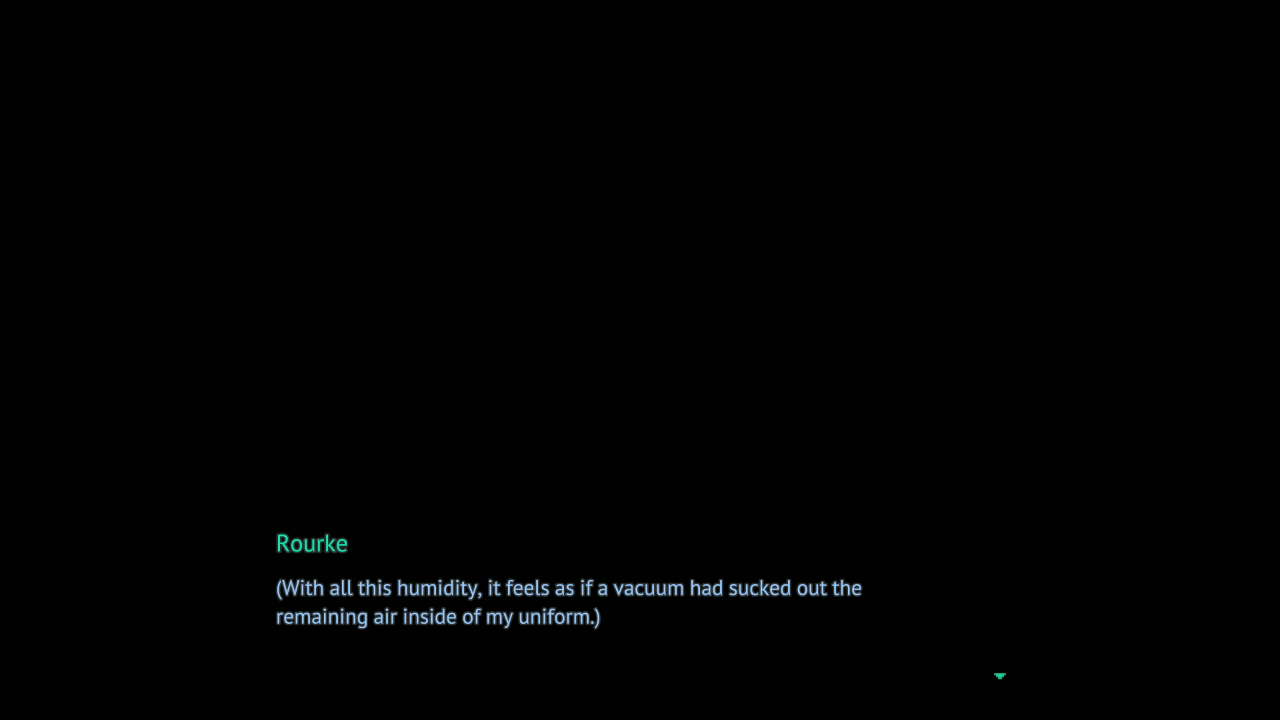 Rourke
(With all this humidity, it feels as if a vacuum had sucked out the
remaining air inside of my uniform.)